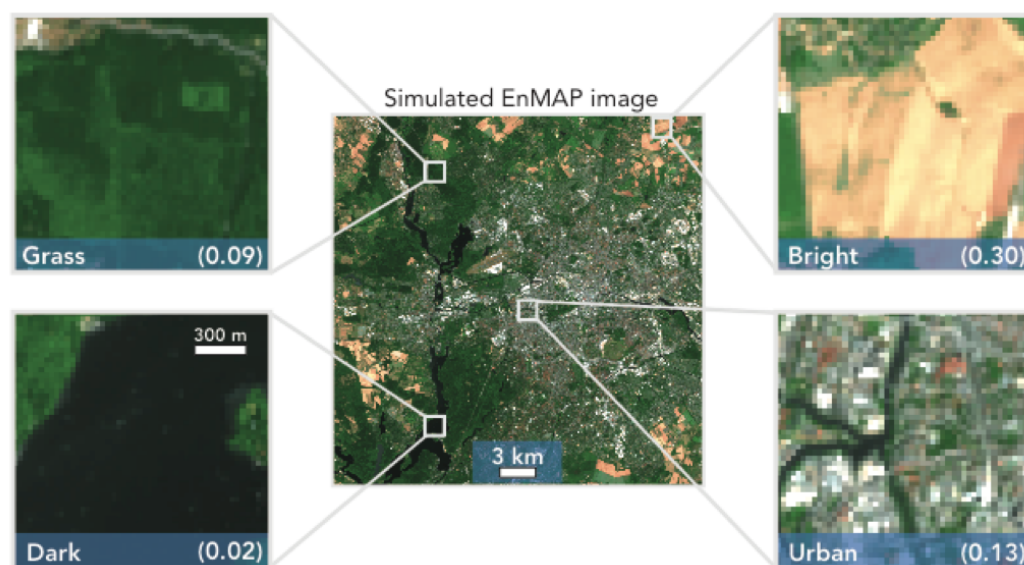 Simulated EnMAP image
Grass (0.09)
Bright (0.30)
300 m
3 km
Dark (0.02)
Urban (0.13)